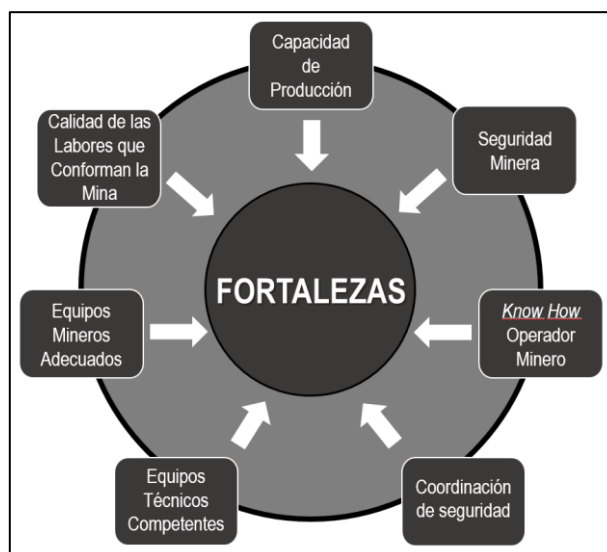 Capacidad
de
Producción
Calidad de las
Labores que
Conforman la
Mina
Seguridad
Minera
FORTALEZAS
Equipos
Mineros
Adecuados
Know How
Operador
Minero
Equipos
Técnicos
Competentes
Coordinación
de seguridad